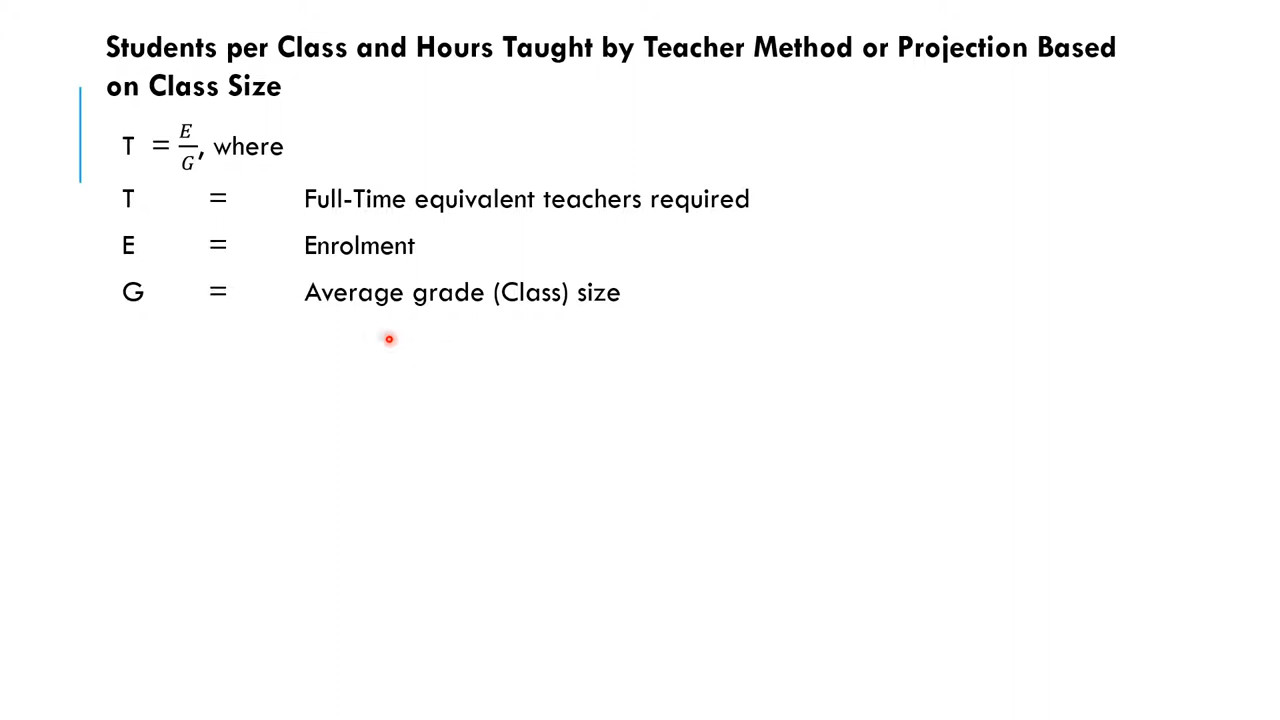 Students per Class and Hours Taught by Teacher Method or Projection Based
on Class Size
T = E/G, where
T = Full-Time equivalent teachers required
E = Enrolment
G = Average grade (Class) size